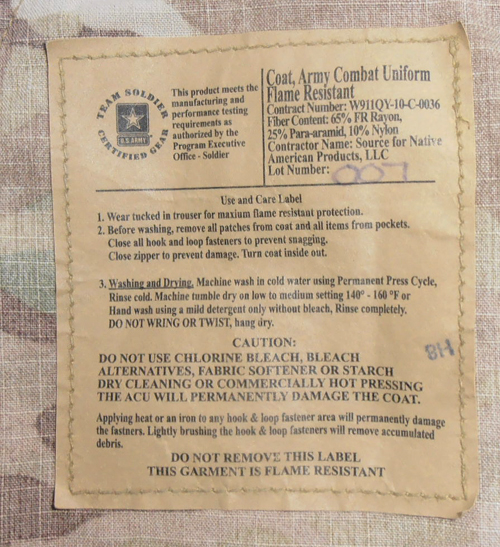 TEAM SOLDIER
U.S. ARMY
CERTIFIED GEAR
This product meets the
manufacturing and
performance testing
requirements as
authorized by the
Program Executive
Office - Soldier
Coat, Army Combat Uniform
Flame Resistant
Contract Number: W911QY-10-C-0036
Fiber Content: 65% FR Rayon,
25% Para-aramid, 10% Nylon
Contractor Name: Source for Native
American Products, LLC
Lot Number: 007
Use and Care Label
1. Wear tucked in trouser for maxium flame resistant protection.
2. Before washing, remove all patches from coat and all items from pockets.
Close all hook and loop fasteners to prevent snagging.
Close zipper to prevent damage. Turn coat inside out.
3. Washing and Drying. Machine wash in cold water using Permanent Press Cycle,
Rinse cold. Machine tumble dry on low to medium setting 140° - 160 °F or
Hand wash using a mild detergent only without bleach, Rinse completely.
DO NOT WRING OR TWIST, hang dry.
CAUTION:
DO NOT USE CHLORINE BLEACH, BLEACH
ALTERNATIVES, FABRIC SOFTENER OR STARCH
DRY CLEANING OR COMMERCIALLY HOT PRESSING
THE ACU WILL PERMANENTLY DAMAGE THE COAT.
Applying heat or an iron to any hook & loop fastener area will permanently damage
the fastners. Lightly brushing the hook & loop fasteners will remove accumulated
debris.
DO NOT REMOVE THIS LABEL
THIS GARMENT IS FLAME RESISTANT